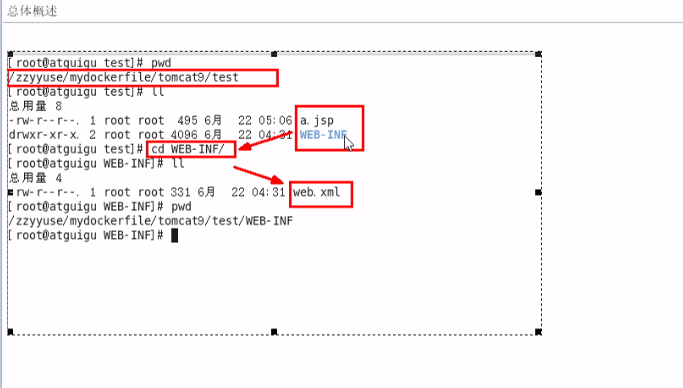 总体概述
[root@atguigu test]# pwd
/zzyyuse/mydockerfile/tomcat9/test
[root@atguigu test]# ll
总用量 8
-rw-r--r--. 1 root root 495 6月 22 05:06 a.jsp
drwxr-xr-x. 2 root root 4096 6月 22 04:31 WEB-INF
[root@atguigu test]# cd WEB-INF/
[root@atguigu WEB-INF]# ll
总用量 4
-rw-r--r--. 1 root root 331 6月 22 04:31 web.xml
[root@atguigu WEB-INF]# pwd
/zzyyuse/mydockerfile/tomcat9/test/WEB-INF
[root@atguigu WEB-INF]#